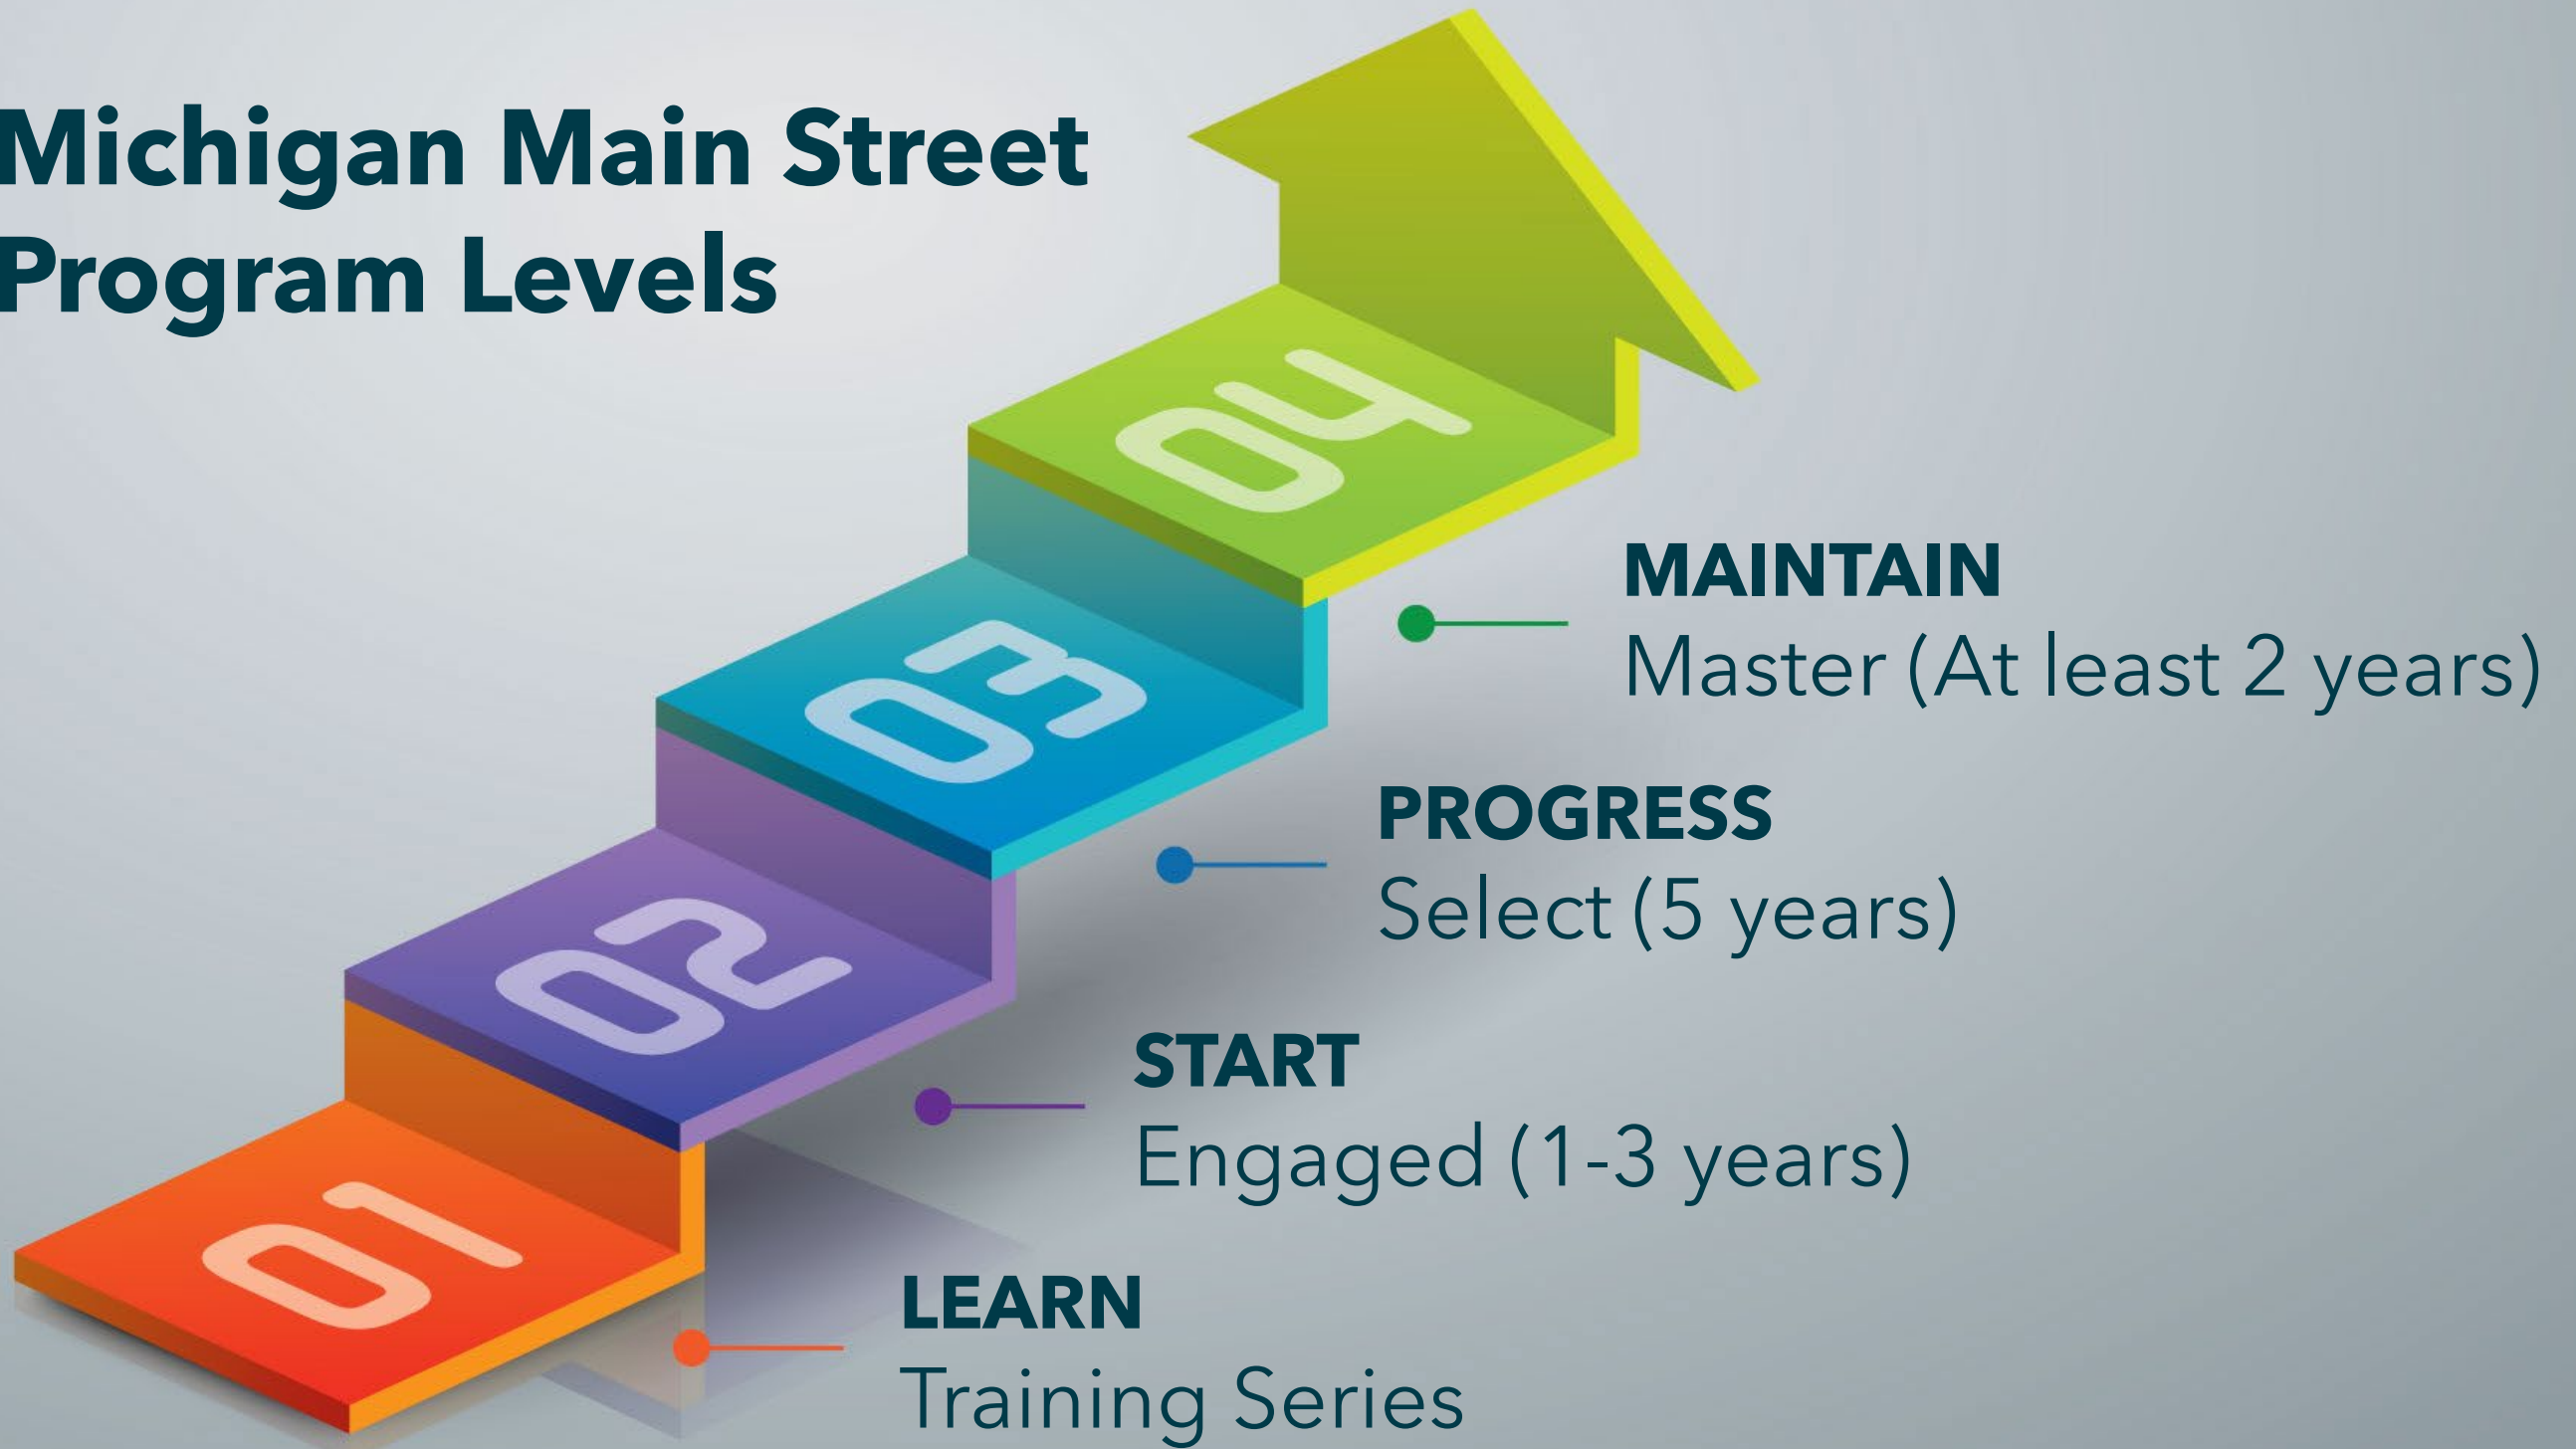 Michigan Main Street
Program Levels
04
MAINTAIN
Master (At least 2 years)
03
PROGRESS
Select (5 years)
02
START
Engaged (1-3 years)
01
LEARN
Training Series